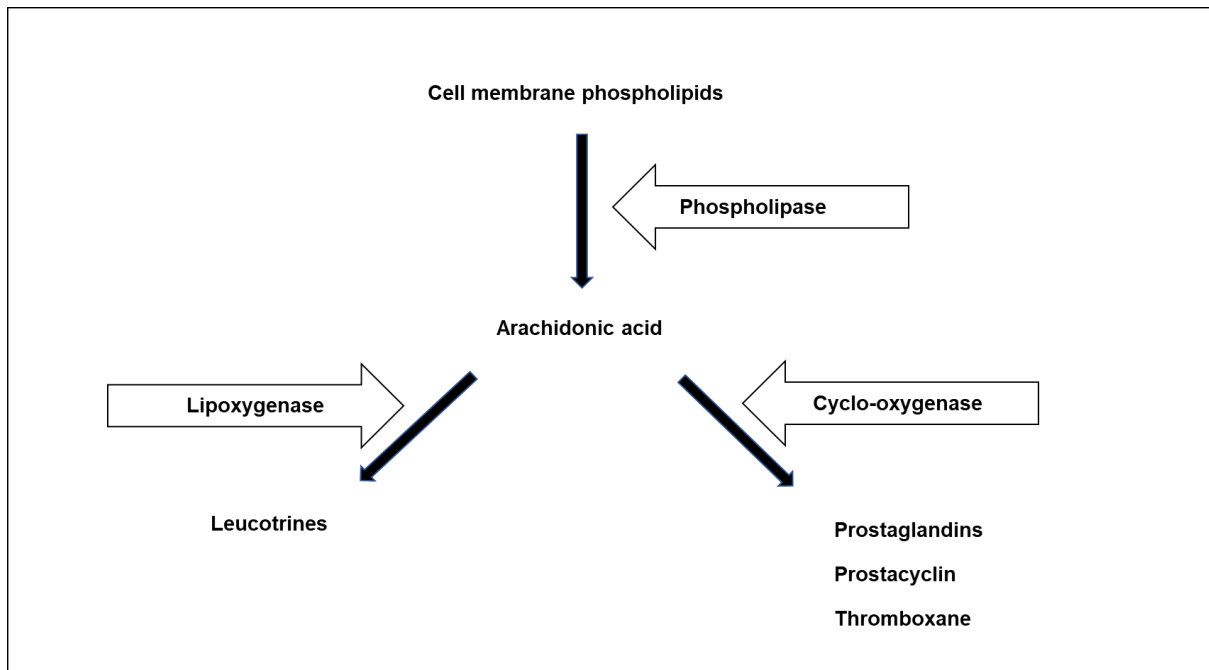 Cell membrane phospholipids
Phospholipase
Arachidonic acid
Lipoxygenase
Cyclo-oxygenase
Leucotrines
Prostaglandins
Prostacyclin
Thromboxane